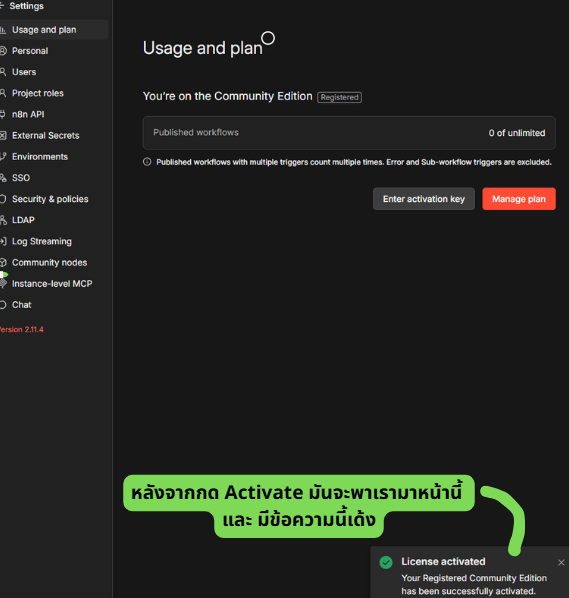 Settings
Usage and plan
Personal
Users
Project roles
n8n API
External Secrets
Environments
SSO
Security & policies
LDAP
Log Streaming
Community nodes
Instance-level MCP
Chat
Version 2.11.4
Usage and plan
You're on the Community Edition Registered
Published workflows 0 of unlimited
Published workflows with multiple triggers count multiple times. Error and Sub-workflow triggers are excluded.
Enter activation key Manage plan
หลังจากกด Activate มันจะพาเรามาหน้านี้
และ มีข้อความนี้เด้ง
License activated
Your Registered Community Edition
has been successfully activated.